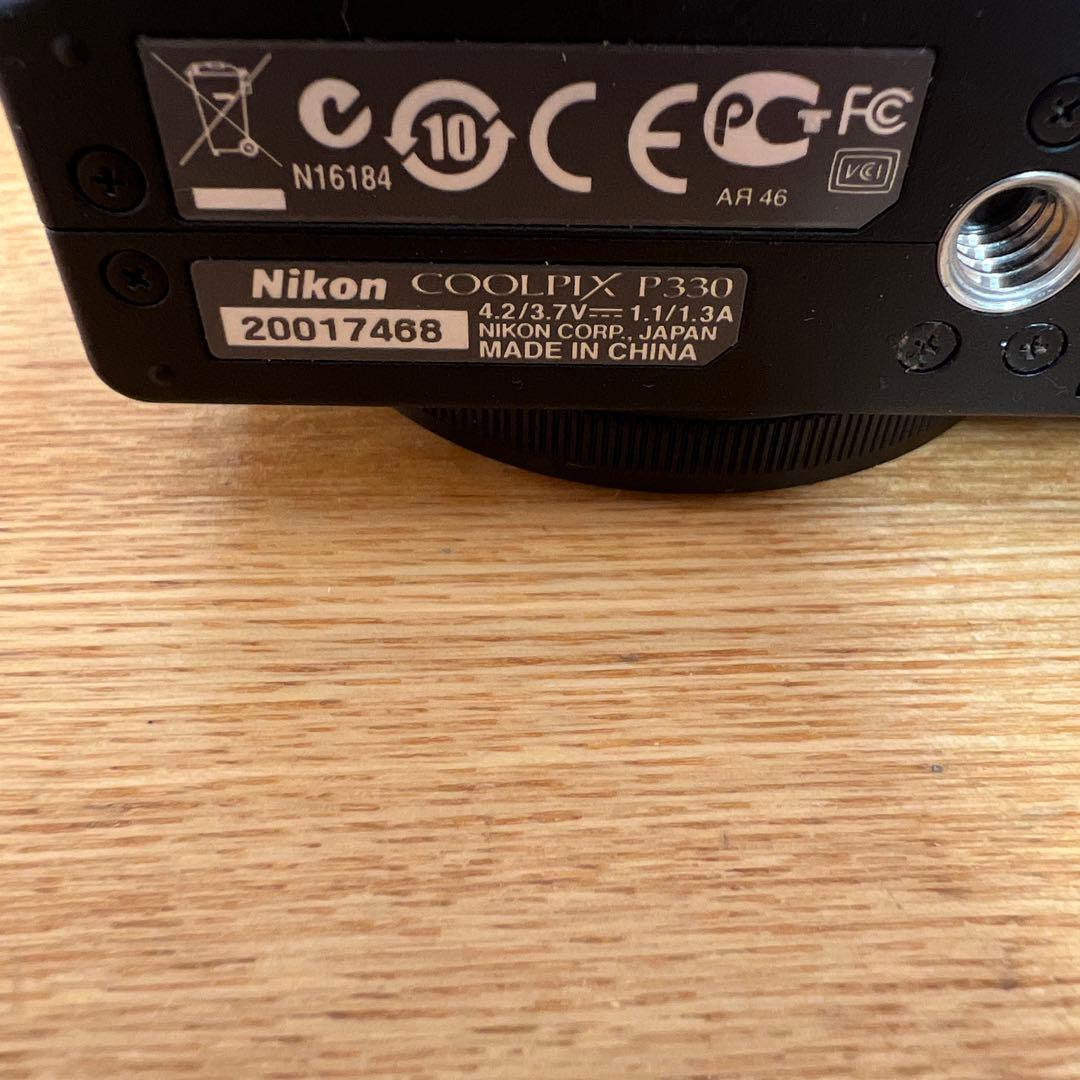 N16184
10
CE
PCT
FC
VCCI
АЯ 46
Nikon COOLPIX P330
20017468
4.2/3.7V⎓ 1.1/1.3A
NIKON CORP., JAPAN
MADE IN CHINA